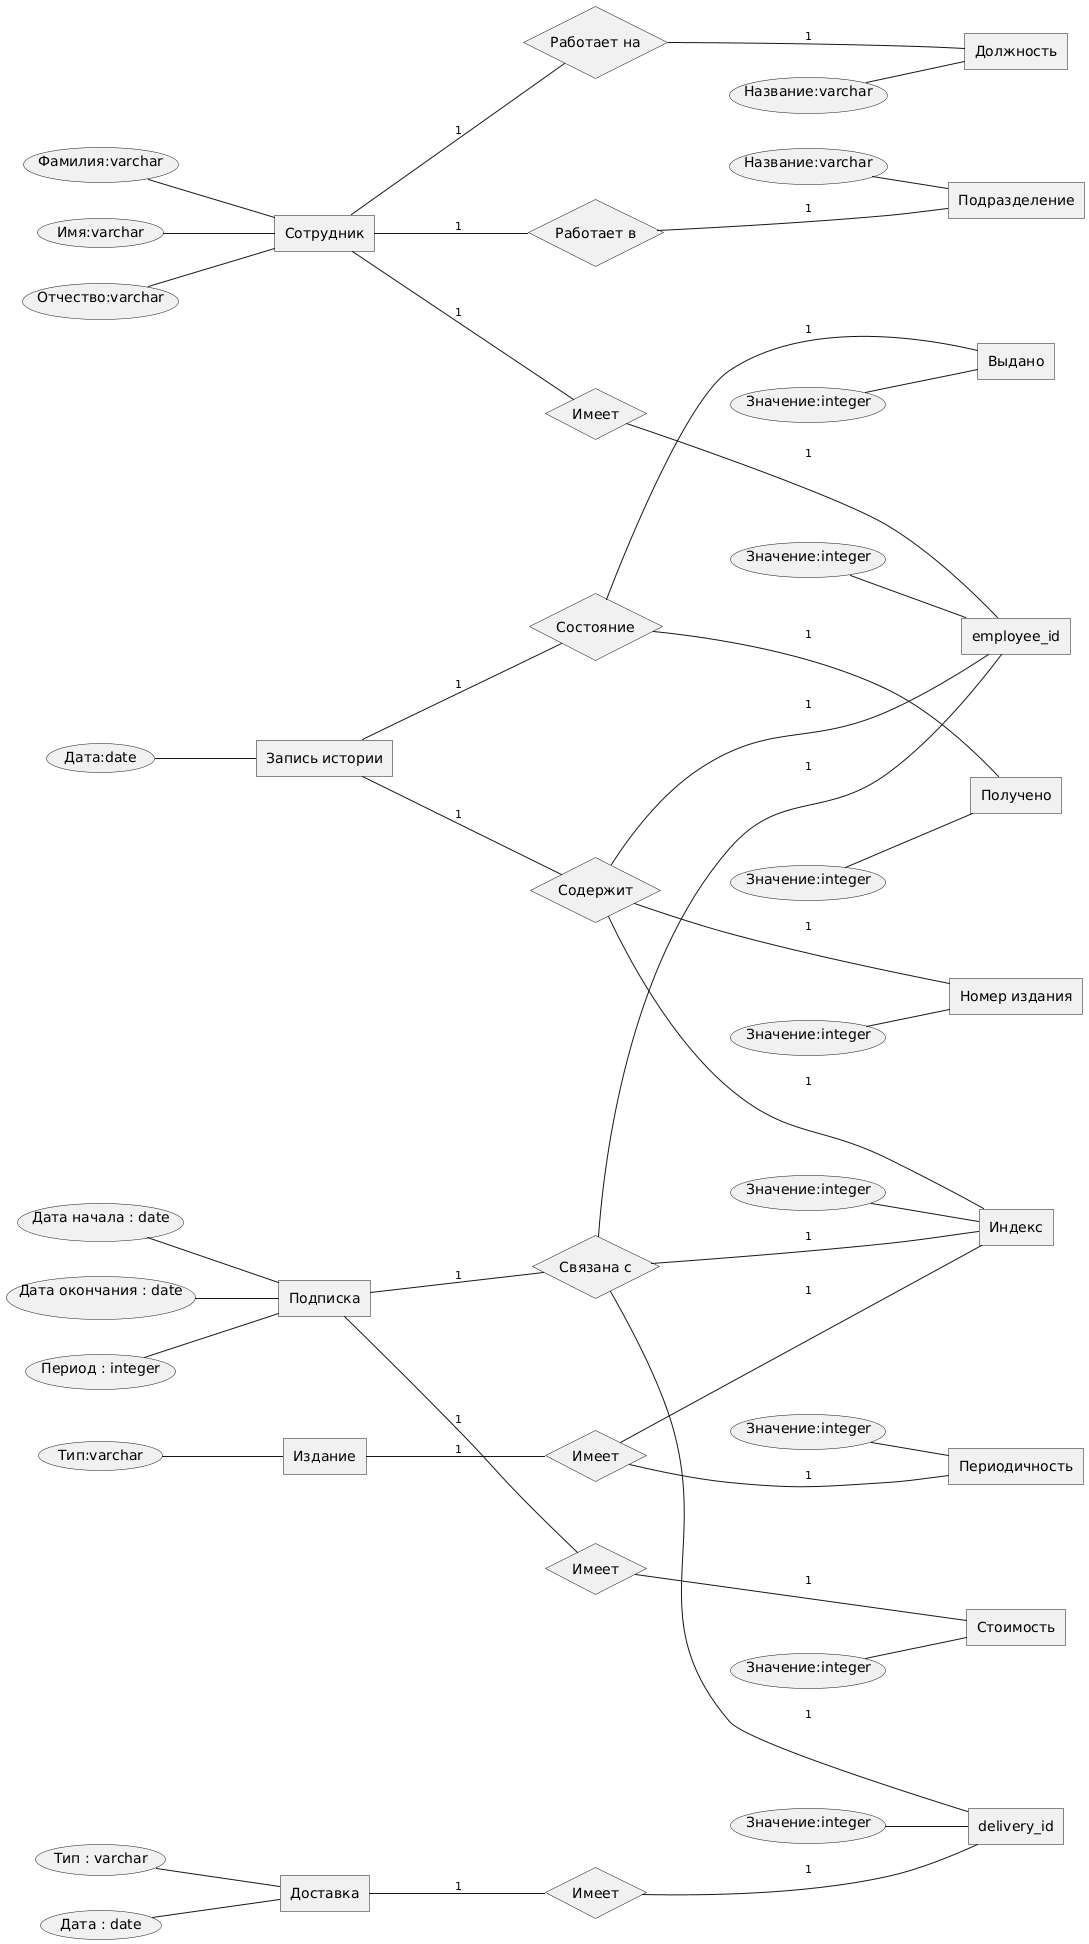 Работает на
1
Должность
Название:varchar
1
Фамилия:varchar
Имя:varchar
Отчество:varchar
Сотрудник
Название:varchar
Подразделение
1
1
Работает в
1
1
Выдано
Значение:integer
Имеет
1
Значение:integer
employee_id
Состояние
1
1
1
Дата:date
Запись истории
1
1
Получено
Значение:integer
Содержит
1
Номер издания
Значение:integer
1
Значение:integer
Индекс
1
Дата начала : date
Дата окончания : date
Период : integer
Подписка
1
Связана с
1
1
Тип:varchar
Издание
1
Имеет
Значение:integer
Периодичность
1
Имеет
1
Стоимость
Значение:integer
1
Значение:integer
delivery_id
Тип : varchar
Дата : date
Доставка
1
Имеет
1